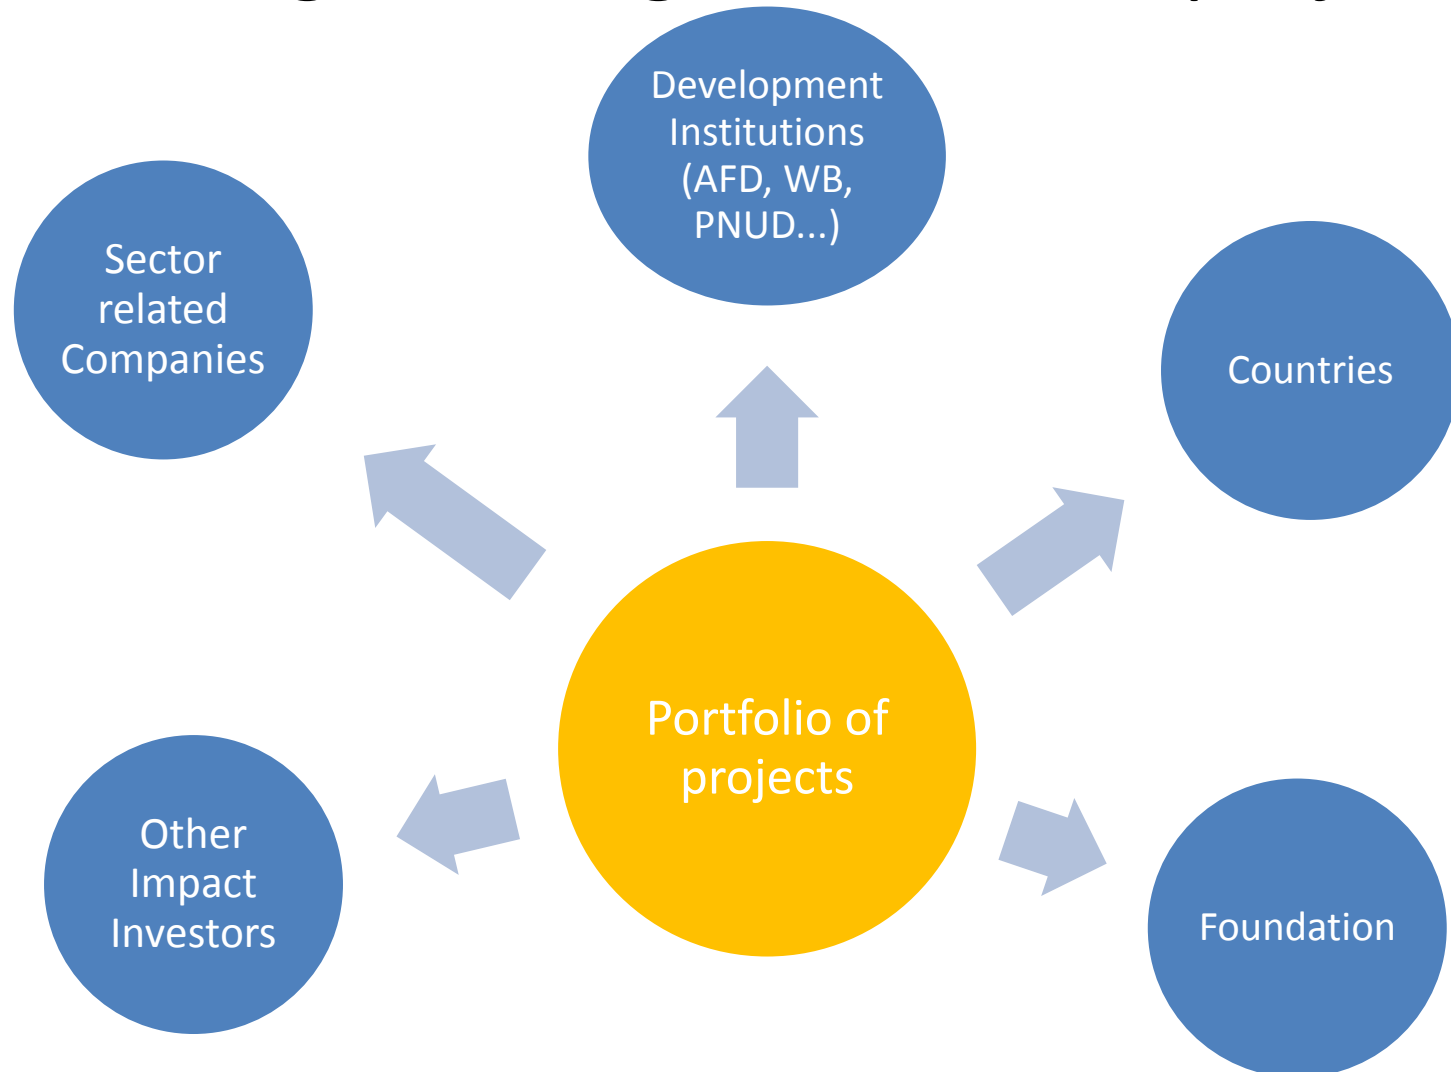 Development
Institutions
(AFD, WB,
PNUD...)
Sector
related
Companies
Countries
Portfolio of
projects
Other
Impact
Investors
Foundation